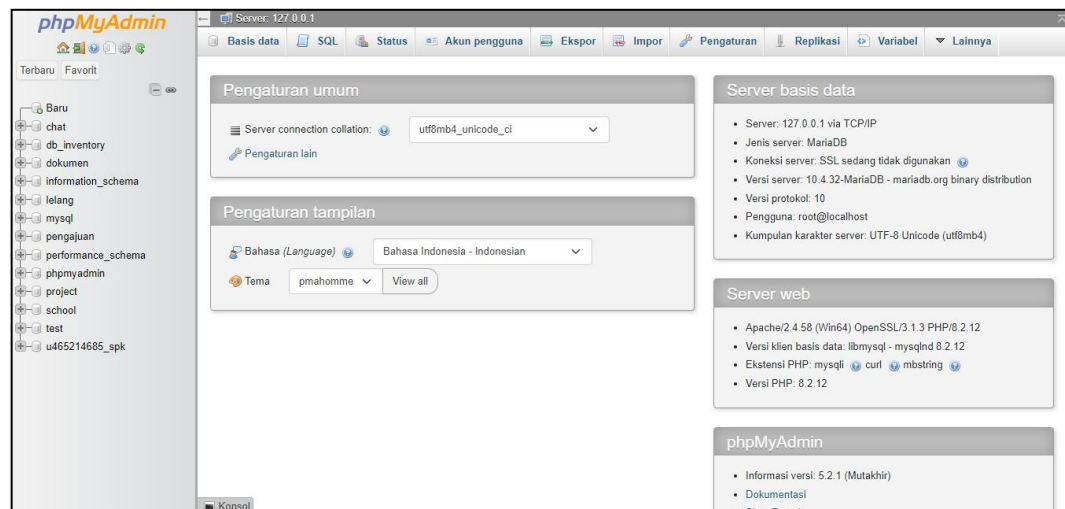 phpMyAdmin
Terbaru Favorit
Baru
chat
db_inventory
dokumen
information_schema
lelang
mysql
pengajuan
performance_schema
phpmyadmin
project
school
test
u465214685_spk
Server: 127.0.0.1
Basis data SQL Status Akun pengguna Ekspor Impor Pengaturan Replikasi Variabel Lainnya
Pengaturan umum
Server connection collation: utf8mb4_unicode_ci
Pengaturan lain
Pengaturan tampilan
Bahasa (Language) Bahasa Indonesia - Indonesian
Tema pmahomme View all
Server basis data
• Server: 127.0.0.1 via TCP/IP
• Jenis server: MariaDB
• Koneksi server: SSL sedang tidak digunakan
• Versi server: 10.4.32-MariaDB - mariadb.org binary distribution
• Versi protokol: 10
• Pengguna: root@localhost
• Kumpulan karakter server: UTF-8 Unicode (utf8mb4)
Server web
• Apache/2.4.58 (Win64) OpenSSL/3.1.3 PHP/8.2.12
• Versi klien basis data: libmysql - mysqlnd 8.2.12
• Ekstensi PHP: mysqli curl mbstring
• Versi PHP: 8.2.12
phpMyAdmin
• Informasi versi: 5.2.1 (Mutakhir)
• Dokumentasi
Konsol